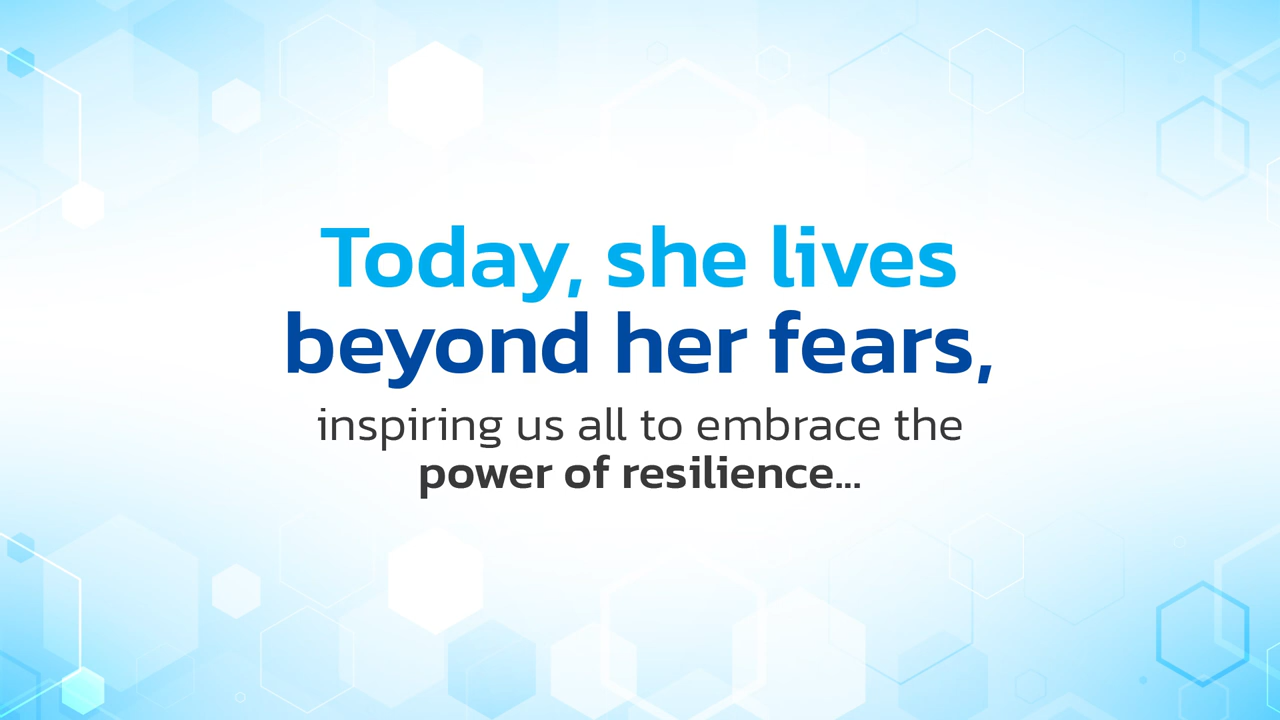 Today, she lives
beyond her fears,
inspiring us all to embrace the
power of resilience...